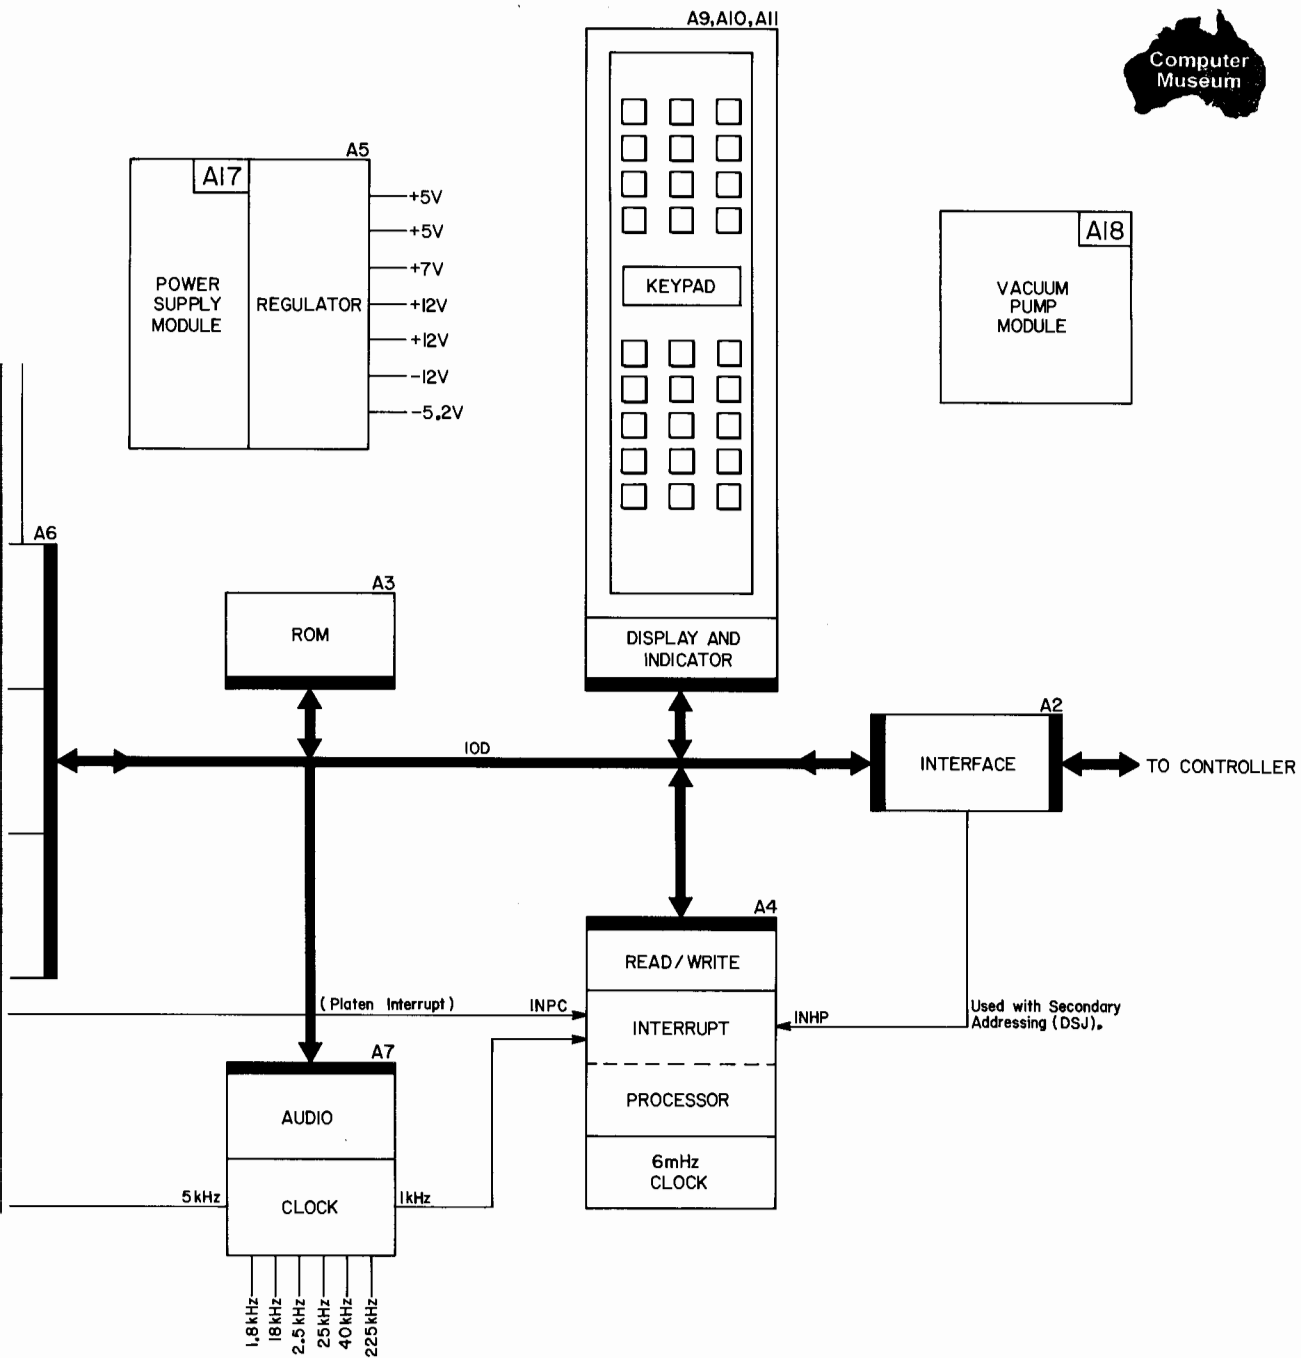 A9,A10,A11
Computer
Museum
A5
A17
+5V
+5V
+7V
+12V
+12V
-12V
-5.2V
POWER
SUPPLY
MODULE
REGULATOR
KEYPAD
A18
VACUUM
PUMP
MODULE
A6
A3
ROM
DISPLAY AND
INDICATOR
A2
INTERFACE
TO CONTROLLER
IOD
A4
READ/WRITE
(Platen Interrupt)
INPC
INTERRUPT
INHP
Used with Secondary
Addressing (DSJ).
A7
AUDIO
PROCESSOR
6mHz
CLOCK
5kHz
CLOCK
1kHz
1.8kHz
18kHz
2.5kHz
25kHz
40kHz
225kHz